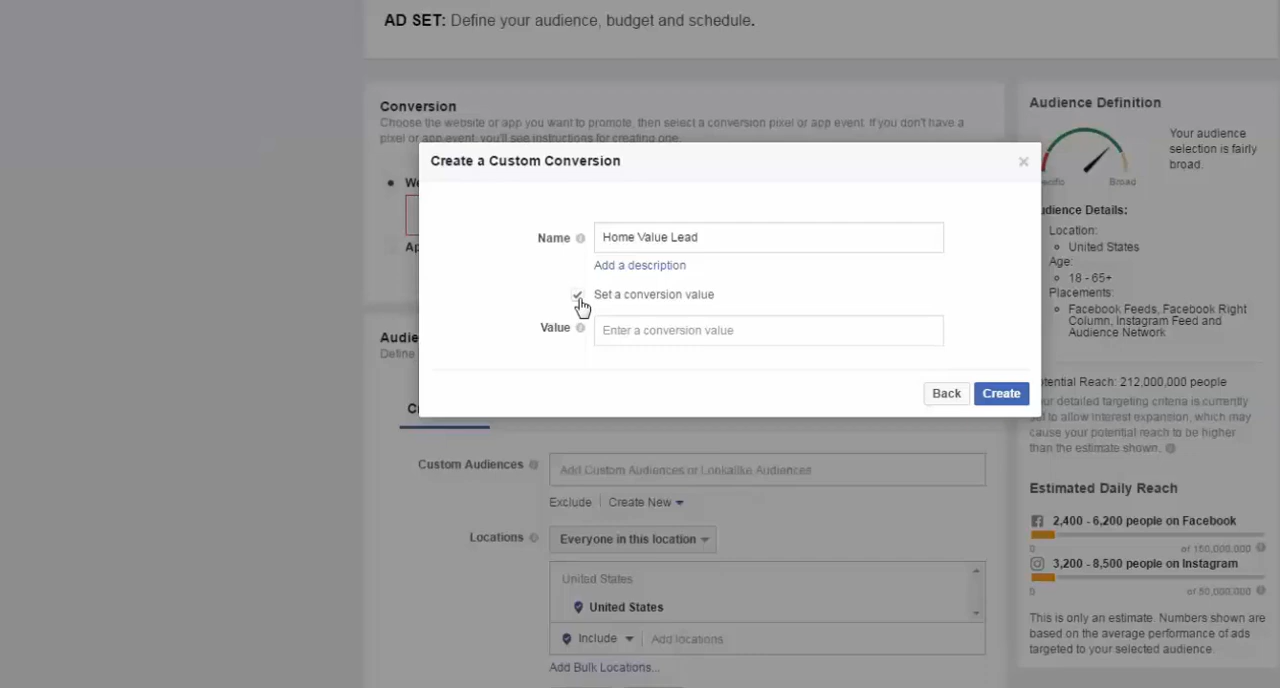 AD SET: Define your audience, budget and schedule.
Conversion
Choose the website or app you want to promote, then select a conversion pixel or app event. If you don't have a
pixel or app event, you'll see instructions for creating one.
Create a Custom Conversion
Name
Home Value Lead
Add a description
Set a conversion value
Value
Enter a conversion value
Back
Create
Define
Custom Audiences
Add Custom Audiences or Lookalike Audiences
Exclude
Create New
Locations
Everyone in this location
United States
United States
Include
Add locations
Add Bulk Locations...
Audience Definition
Broad
Your audience
selection is fairly
broad.
Details:
Location:
United States
Age:
18 - 65+
Placements:
Facebook Feeds, Facebook Right
Column, Instagram Feed and
Audience Network
Reach: 212,000,000 people
detailed targeting criteria is currently
to allow interest expansion, which may
cause your potential reach to be higher
than the estimate shown.
Estimated Daily Reach
2,400 - 6,200 people on Facebook
0
of 150,000,000
3,200 - 8,500 people on Instagram
0
of 50,000,000
This is only an estimate. Numbers shown are
based on the average performance of ads
targeted to your selected audience.